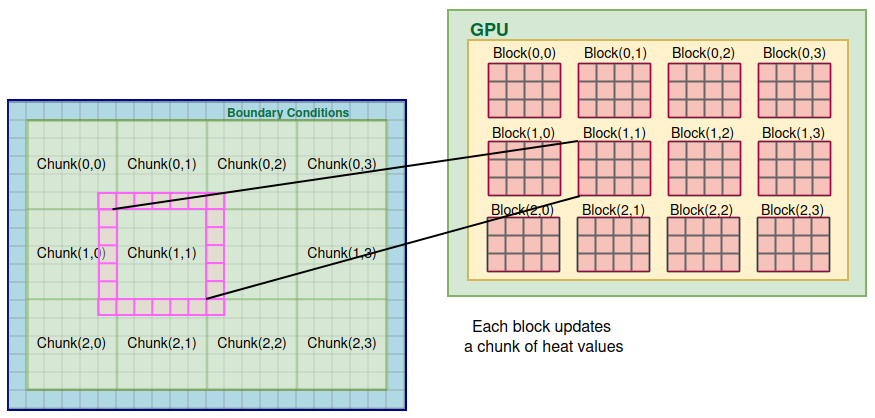 GPU
Block(0,0) Block(0,1) Block(0,2) Block(0,3)
Block(1,0) Block(1,1) Block(1,2) Block(1,3)
Block(2,0) Block(2,1) Block(2,2) Block(2,3)
Boundary Conditions
Chunk(0,0) Chunk(0,1) Chunk(0,2) Chunk(0,3)
Chunk(1,0) Chunk(1,1) Chunk(1,3)
Chunk(2,0) Chunk(2,1) Chunk(2,2) Chunk(2,3)
Each block updates
a chunk of heat values